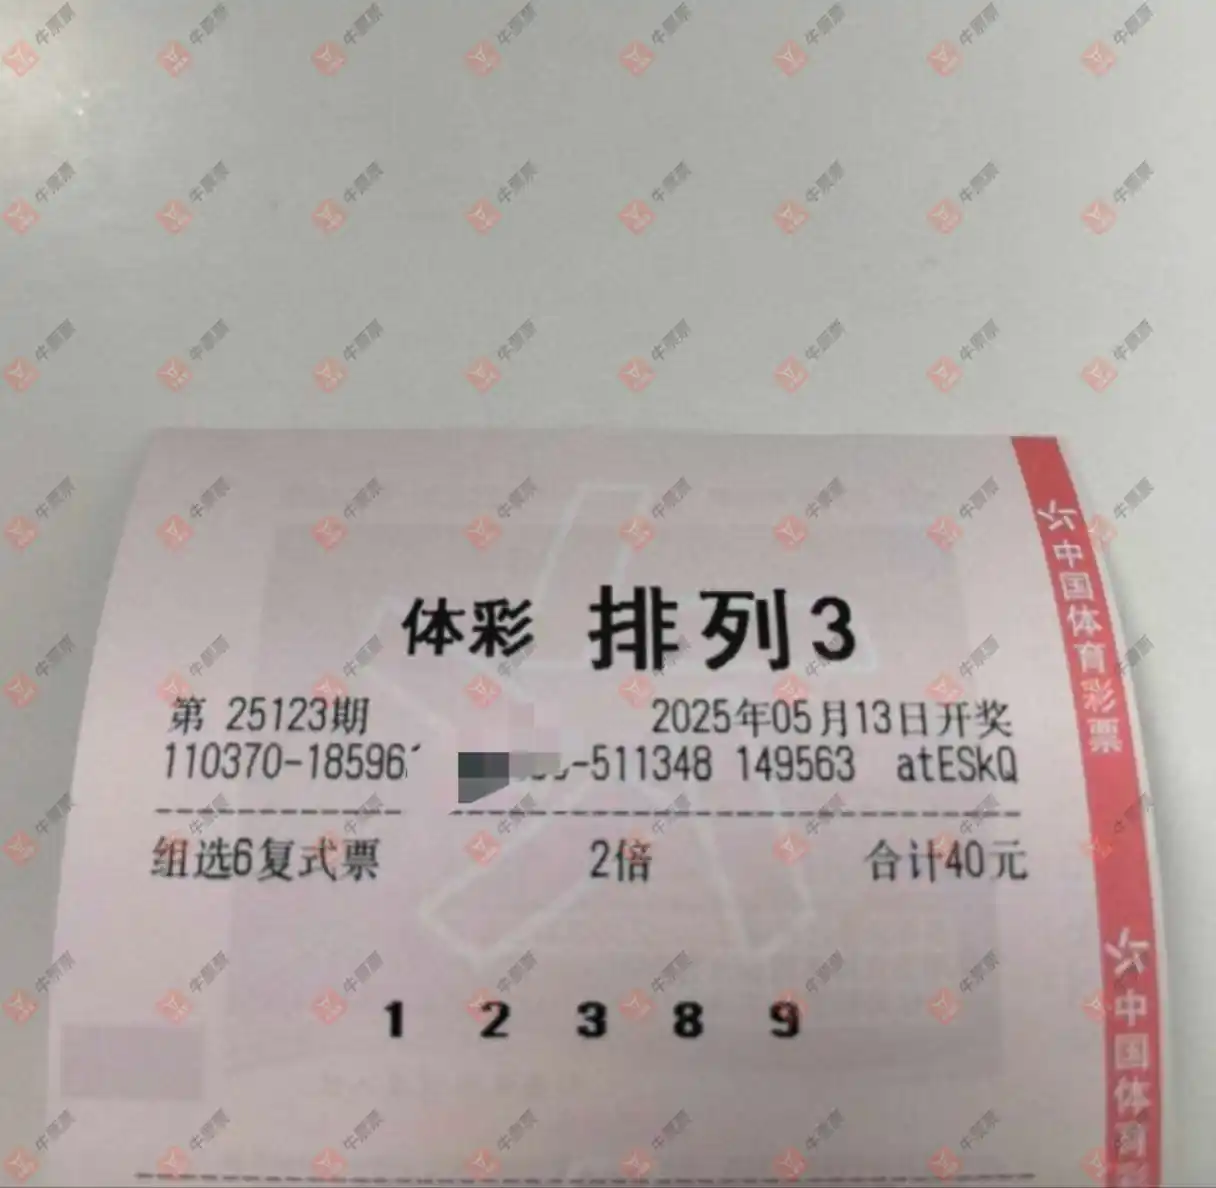 体彩 排列3
第 25123期 2025年05月13日开奖
110370-18596 -511348 149563 atESkQ
组选6复式票 2倍 合计40元
1 2 3 8 9
中国体育彩票
中国体育
牛票票